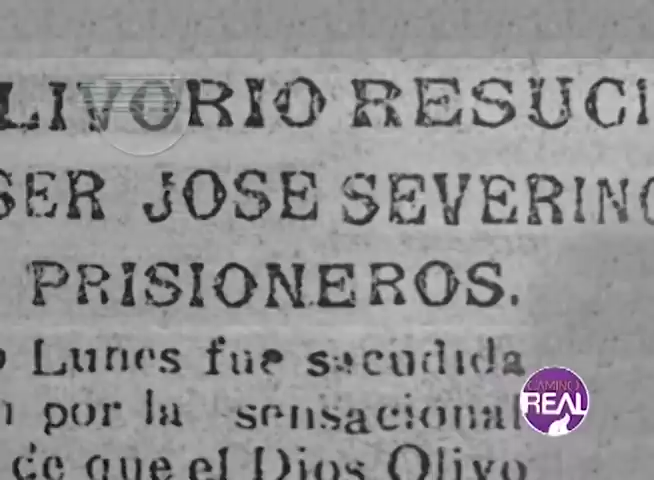 LIVORIO RESUCI
SER JOSE SEVERINO
PRISIONEROS.
Lunes fue sacudida
por la sensacional
de que el Dios Olivo
CAMINO
REAL